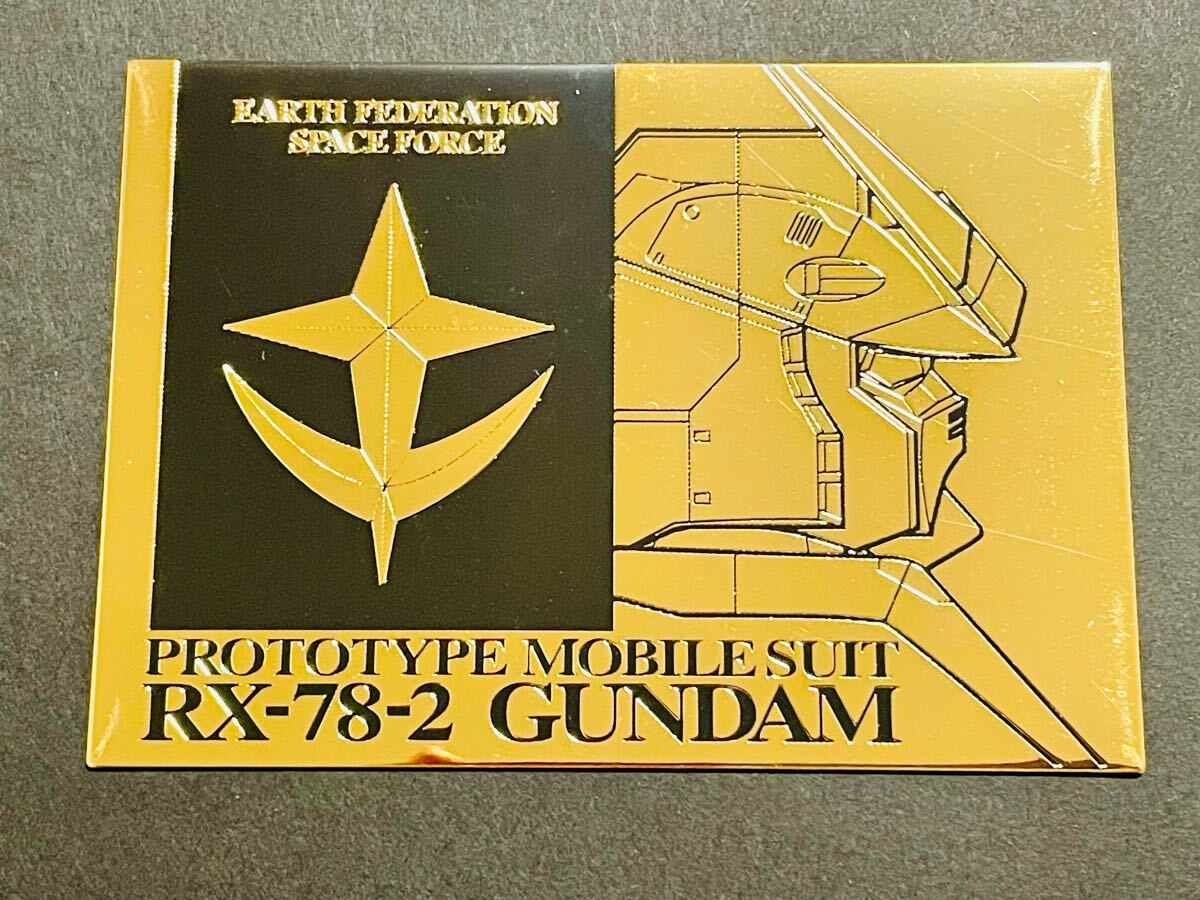 EARTH FEDERATION
SPACE FORCE
PROTOTYPE MOBILE SUIT
RX-78-2 GUNDAM